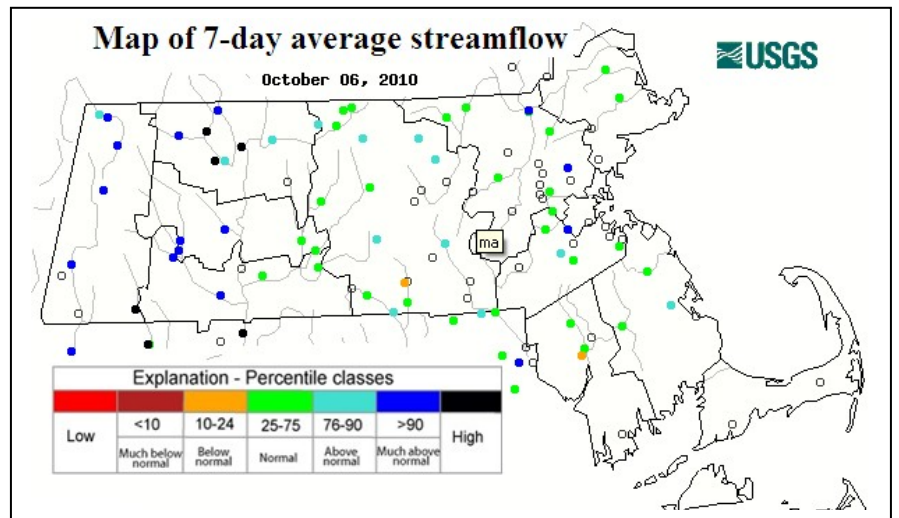 Map of 7-day average streamflow
USGS
October 06, 2010
ma
Explanation - Percentile classes
Low <10 10-24 25-75 76-90 >90 High
Much below normal Below normal Normal Above normal Much above normal